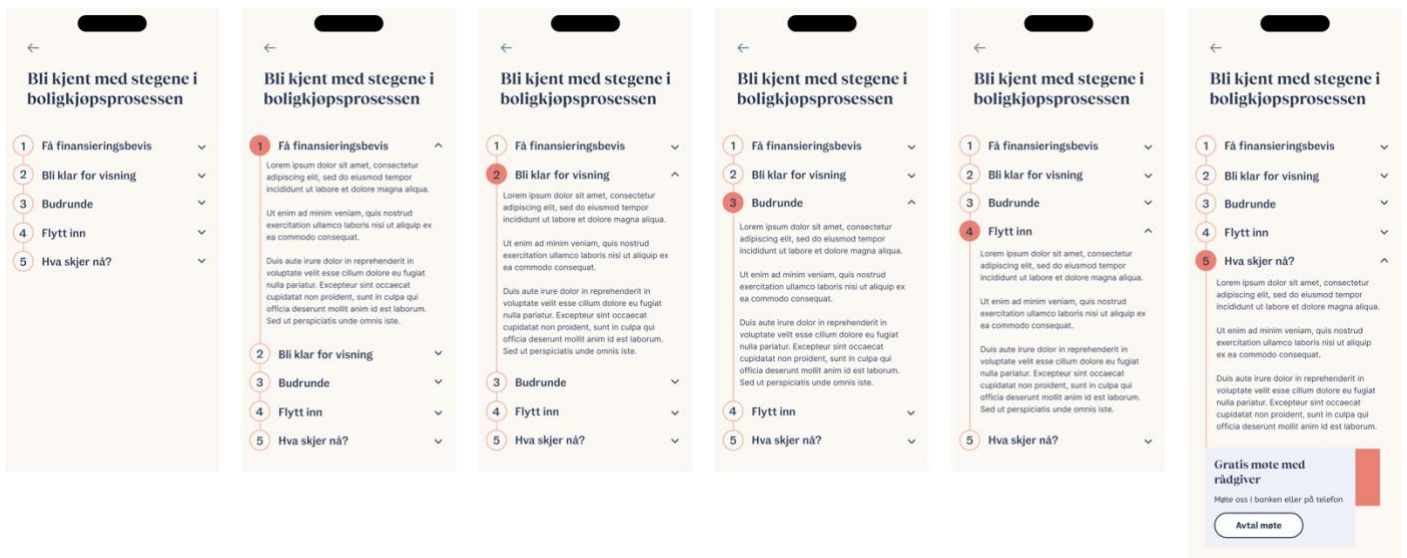 Bli kjent med stegene i
boligkjøpsprosessen
1 Få finansieringsbevis
2 Bli klar for visning
3 Budrunde
4 Flytt inn
5 Hva skjer nå?
Bli kjent med stegene i
boligkjøpsprosessen
1 Få finansieringsbevis
Lorem ipsum dolor sit amet, consectetur
adipiscing elit, sed do eiusmod tempor
incididunt ut labore et dolore magna aliqua.
Ut enim ad minim veniam, quis nostrud
exercitation ullamco laboris nisi ut aliquip ex
ea commodo consequat.
Duis aute irure dolor in reprehenderit in
voluptate velit esse cillum dolore eu fugiat
nulla pariatur. Excepteur sint occaecat
cupidatat non proident, sunt in culpa qui
officia deserunt mollit anim id est laborum.
Sed ut perspiciatis unde omnis iste.
2 Bli klar for visning
3 Budrunde
4 Flytt inn
5 Hva skjer nå?
Bli kjent med stegene i
boligkjøpsprosessen
1 Få finansieringsbevis
2 Bli klar for visning
Lorem ipsum dolor sit amet, consectetur
adipiscing elit, sed do eiusmod tempor
incididunt ut labore et dolore magna aliqua.
Ut enim ad minim veniam, quis nostrud
exercitation ullamco laboris nisi ut aliquip ex
ea commodo consequat.
Duis aute irure dolor in reprehenderit in
voluptate velit esse cillum dolore eu fugiat
nulla pariatur. Excepteur sint occaecat
cupidatat non proident, sunt in culpa qui
officia deserunt mollit anim id est laborum.
Sed ut perspiciatis unde omnis iste.
3 Budrunde
4 Flytt inn
5 Hva skjer nå?
Bli kjent med stegene i
boligkjøpsprosessen
1 Få finansieringsbevis
2 Bli klar for visning
3 Budrunde
Lorem ipsum dolor sit amet, consectetur
adipiscing elit, sed do eiusmod tempor
incididunt ut labore et dolore magna aliqua.
Ut enim ad minim veniam, quis nostrud
exercitation ullamco laboris nisi ut aliquip ex
ea commodo consequat.
Duis aute irure dolor in reprehenderit in
voluptate velit esse cillum dolore eu fugiat
nulla pariatur. Excepteur sint occaecat
cupidatat non proident, sunt in culpa qui
officia deserunt mollit anim id est laborum.
Sed ut perspiciatis unde omnis iste.
4 Flytt inn
5 Hva skjer nå?
Bli kjent med stegene i
boligkjøpsprosessen
1 Få finansieringsbevis
2 Bli klar for visning
3 Budrunde
4 Flytt inn
Lorem ipsum dolor sit amet, consectetur
adipiscing elit, sed do eiusmod tempor
incididunt ut labore et dolore magna aliqua.
Ut enim ad minim veniam, quis nostrud
exercitation ullamco laboris nisi ut aliquip ex
ea commodo consequat.
Duis aute irure dolor in reprehenderit in
voluptate velit esse cillum dolore eu fugiat
nulla pariatur. Excepteur sint occaecat
cupidatat non proident, sunt in culpa qui
officia deserunt mollit anim id est laborum.
Sed ut perspiciatis unde omnis iste.
5 Hva skjer nå?
Bli kjent med stegene i
boligkjøpsprosessen
1 Få finansieringsbevis
2 Bli klar for visning
3 Budrunde
4 Flytt inn
5 Hva skjer nå?
Lorem ipsum dolor sit amet, consectetur
adipiscing elit, sed do eiusmod tempor
incididunt ut labore et dolore magna aliqua.
Ut enim ad minim veniam, quis nostrud
exercitation ullamco laboris nisi ut aliquip
ex ea commodo consequat.
Duis aute irure dolor in reprehenderit in
voluptate velit esse cillum dolore eu fugiat
nulla pariatur. Excepteur sint occaecat
cupidatat non proident, sunt in culpa qui
officia deserunt mollit anim id est laborum.
Gratis møte med
rådgiver
Møte oss i banken eller på telefon
Avtal møte